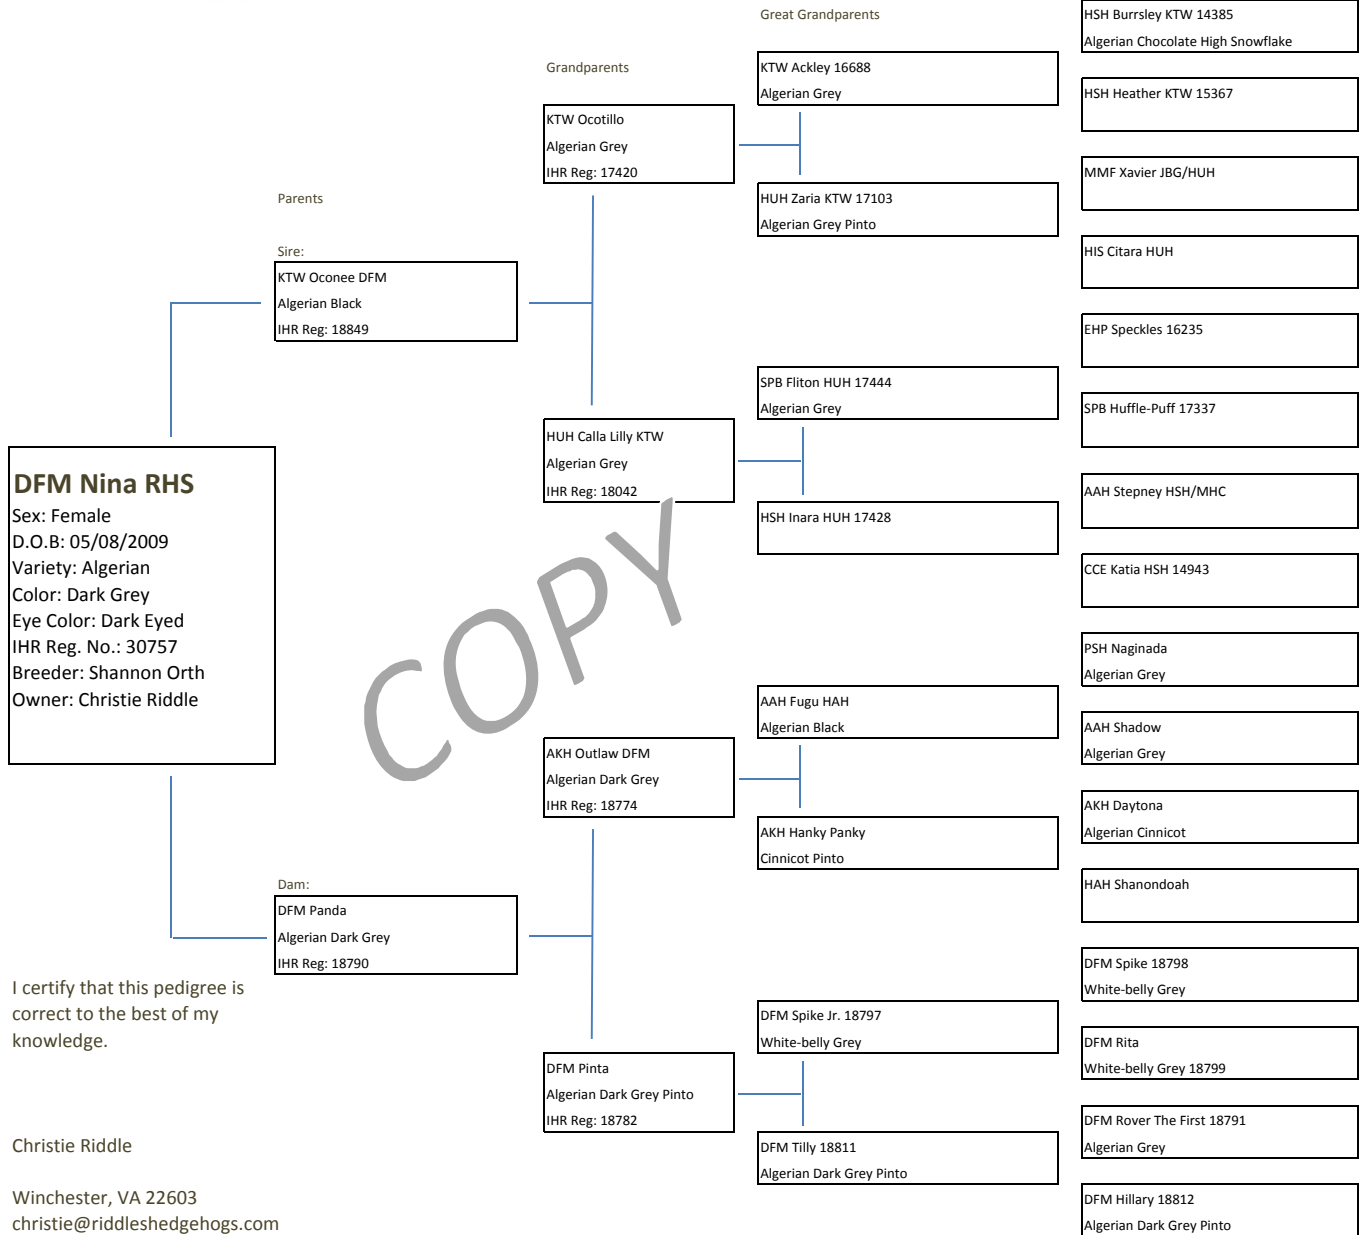 Great Grandparents
HSH Burrsley KTW 14385
Algerian Chocolate High Snowflake
Grandparents
KTW Ackley 16688
Algerian Grey
HSH Heather KTW 15367
KTW Ocotillo
Algerian Grey
IHR Reg: 17420
MMF Xavier JBG/HUH
Parents
HUH Zaria KTW 17103
Algerian Grey Pinto
HIS Citara HUH
Sire:
KTW Oconee DFM
Algerian Black
IHR Reg: 18849
EHP Speckles 16235
SPB Fliton HUH 17444
Algerian Grey
SPB Huffle-Puff 17337
HUH Calla Lilly KTW
Algerian Grey
IHR Reg: 18042
AAH Stepney HSH/MHC
HSH Inara HUH 17428
CCE Katia HSH 14943
DFM Nina RHS
Sex: Female
D.O.B: 05/08/2009
Variety: Algerian
Color: Dark Grey
Eye Color: Dark Eyed
IHR Reg. No.: 30757
Breeder: Shannon Orth
Owner: Christie Riddle
COPY
PSH Naginada
Algerian Grey
AAH Fugu HAH
Algerian Black
AAH Shadow
Algerian Grey
AKH Outlaw DFM
Algerian Dark Grey
IHR Reg: 18774
AKH Daytona
Algerian Cinnicot
AKH Hanky Panky
Cinnicot Pinto
HAH Shanondoah
Dam:
DFM Panda
Algerian Dark Grey
IHR Reg: 18790
DFM Spike 18798
White-belly Grey
DFM Spike Jr. 18797
White-belly Grey
DFM Rita
White-belly Grey 18799
DFM Pinta
Algerian Dark Grey Pinto
IHR Reg: 18782
DFM Rover The First 18791
Algerian Grey
DFM Tilly 18811
Algerian Dark Grey Pinto
DFM Hillary 18812
Algerian Dark Grey Pinto
I certify that this pedigree is
correct to the best of my
knowledge.
Christie Riddle
Winchester, VA 22603
christie@riddleshedgehogs.com